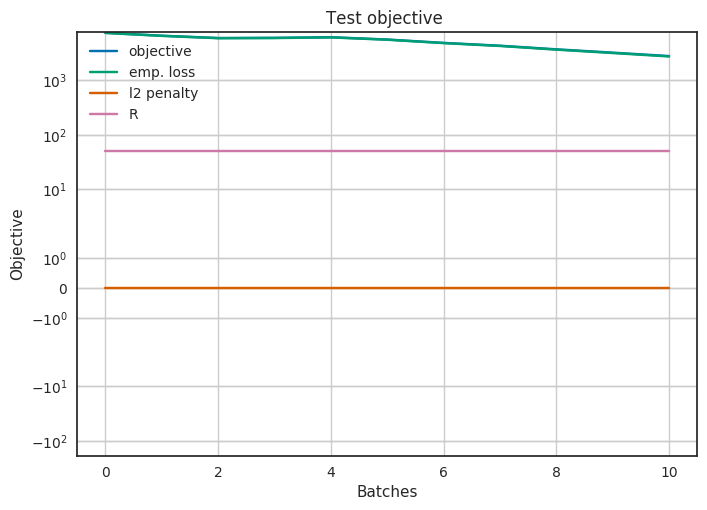 Test objective
objective
emp. loss
l2 penalty
R
10³
10²
10¹
10⁰
0
−10⁰
−10¹
−10²
Objective
0 2 4 6 8 10
Batches